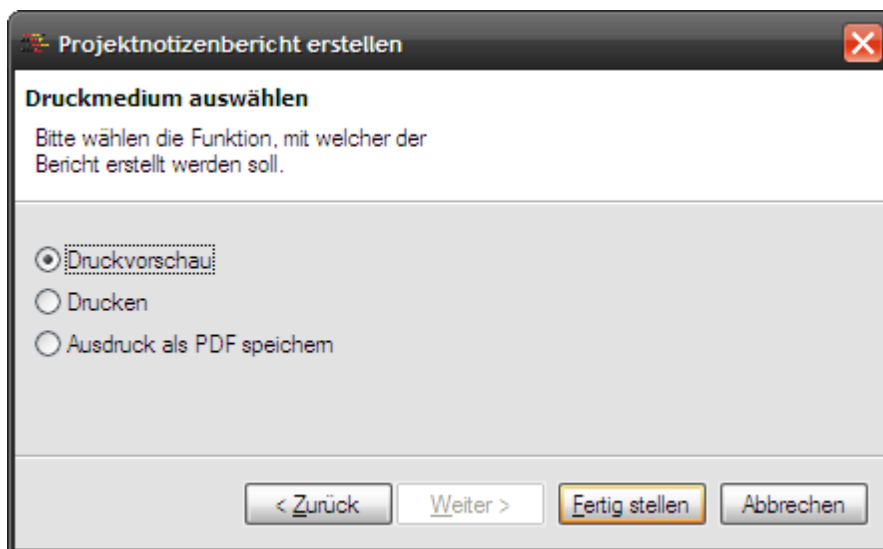 Projektnotizenbericht erstellen
Druckmedium auswählen
Bitte wählen die Funktion, mit welcher der
Bericht erstellt werden soll.
Druckvorschau
Drucken
Ausdruck als PDF speichern
< Zurück Weiter > Fertig stellen Abbrechen